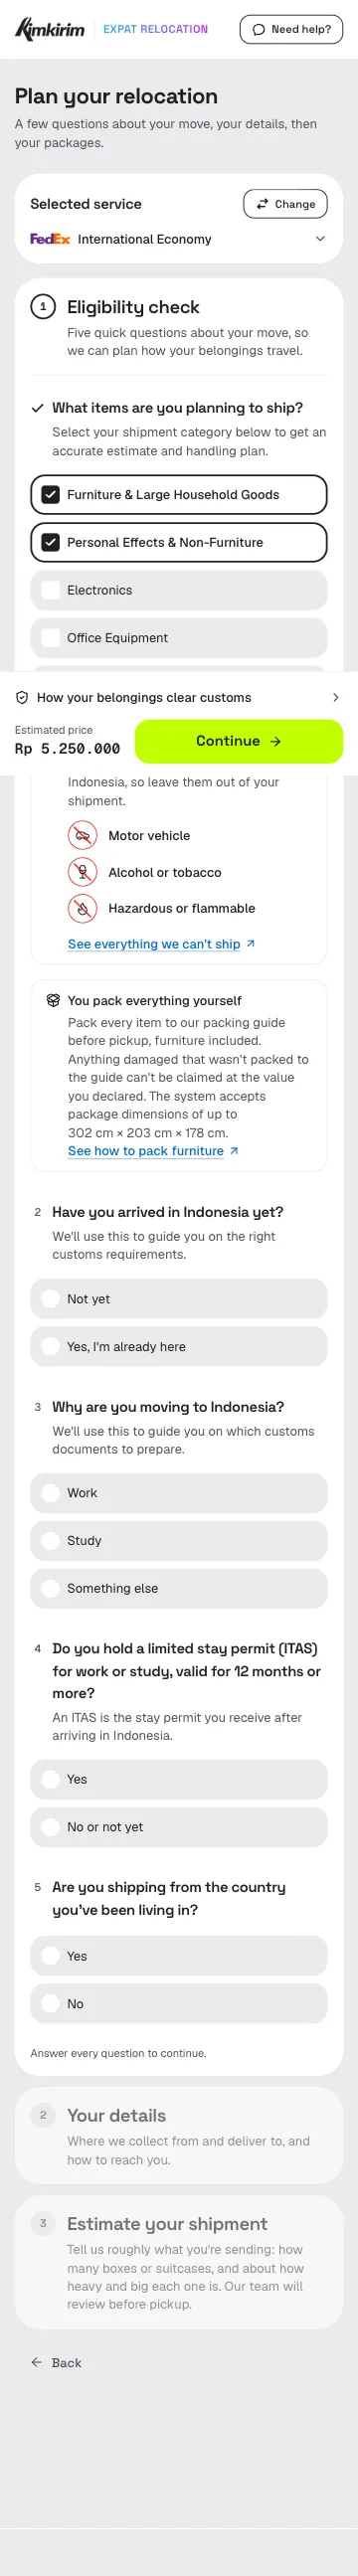 Kimkirim
EXPAT RELOCATION
Need help?
Plan your relocation
A few questions about your move, your details, then
your packages.
Selected service
Change
FedEx International Economy
1
Eligibility check
Five quick questions about your move, so
we can plan how your belongings travel.
What items are you planning to ship?
Select your shipment category below to get an
accurate estimate and handling plan.
Furniture & Large Household Goods
Personal Effects & Non-Furniture
Electronics
Office Equipment
How your belongings clear customs
Estimated price
Rp 5.250.000
Continue
Indonesia, so leave them out of your
shipment.
Motor vehicle
Alcohol or tobacco
Hazardous or flammable
See everything we can't ship
You pack everything yourself
Pack every item to our packing guide
before pickup, furniture included.
Anything damaged that wasn't packed to
the guide can't be claimed at the value
you declared. The system accepts
package dimensions of up to
302 cm × 203 cm × 178 cm.
See how to pack furniture
2 Have you arrived in Indonesia yet?
We'll use this to guide you on the right
customs requirements.
Not yet
Yes, I'm already here
3 Why are you moving to Indonesia?
We'll use this to guide you on which customs
documents to prepare.
Work
Study
Something else
4 Do you hold a limited stay permit (ITAS)
for work or study, valid for 12 months or
more?
An ITAS is the stay permit you receive after
arriving in Indonesia.
Yes
No or not yet
5 Are you shipping from the country
you've been living in?
Yes
No
Answer every question to continue.
2 Your details
Where we collect from and deliver to, and
how to reach you.
3 Estimate your shipment
Tell us roughly what you're sending: how
many boxes or suitcases, and about how
heavy and big each one is. Our team will
review before pickup.
Back